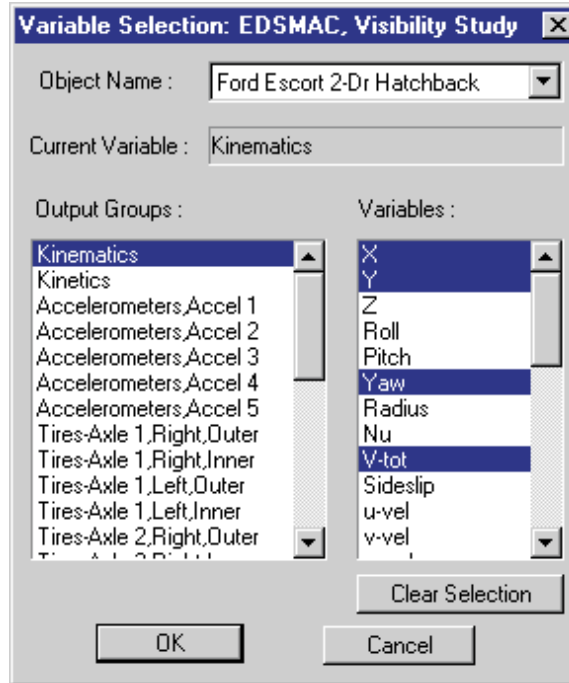 Variable Selection: EDSMAC, Visibility Study
Object Name :
Ford Escort 2-Dr Hatchback
Current Variable :
Kinematics
Output Groups :
Kinematics
Kinetics
Accelerometers,Accel 1
Accelerometers,Accel 2
Accelerometers,Accel 3
Accelerometers,Accel 4
Accelerometers,Accel 5
Tires-Axle 1,Right,Outer
Tires-Axle 1,Right,Inner
Tires-Axle 1,Left,Outer
Tires-Axle 1,Left,Inner
Tires-Axle 2,Right,Outer
Variables :
X
Y
Z
Roll
Pitch
Yaw
Radius
Nu
V-tot
Sideslip
u-vel
v-vel
Clear Selection
OK
Cancel